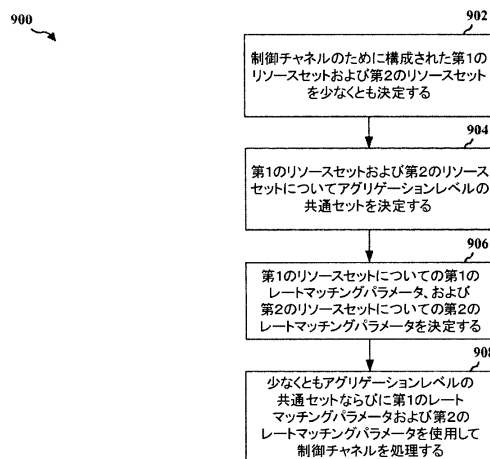 900
902
制御チャネルのために構成された第1の
リソースセットおよび第2のリソースセット
を少なくとも決定する
904
第1のリソースセットおよび第2のリソース
セットについてアグリゲーションレベルの
共通セットを決定する
906
第1のリソースセットについての第1の
レートマッチングパラメータ、および
第2のリソースセットについての第2の
レートマッチングパラメータを決定する
908
少なくともアグリゲーションレベルの
共通セットならびに第1のレート
マッチングパラメータおよび第2の
レートマッチングパラメータを使用して
制御チャネルを処理する